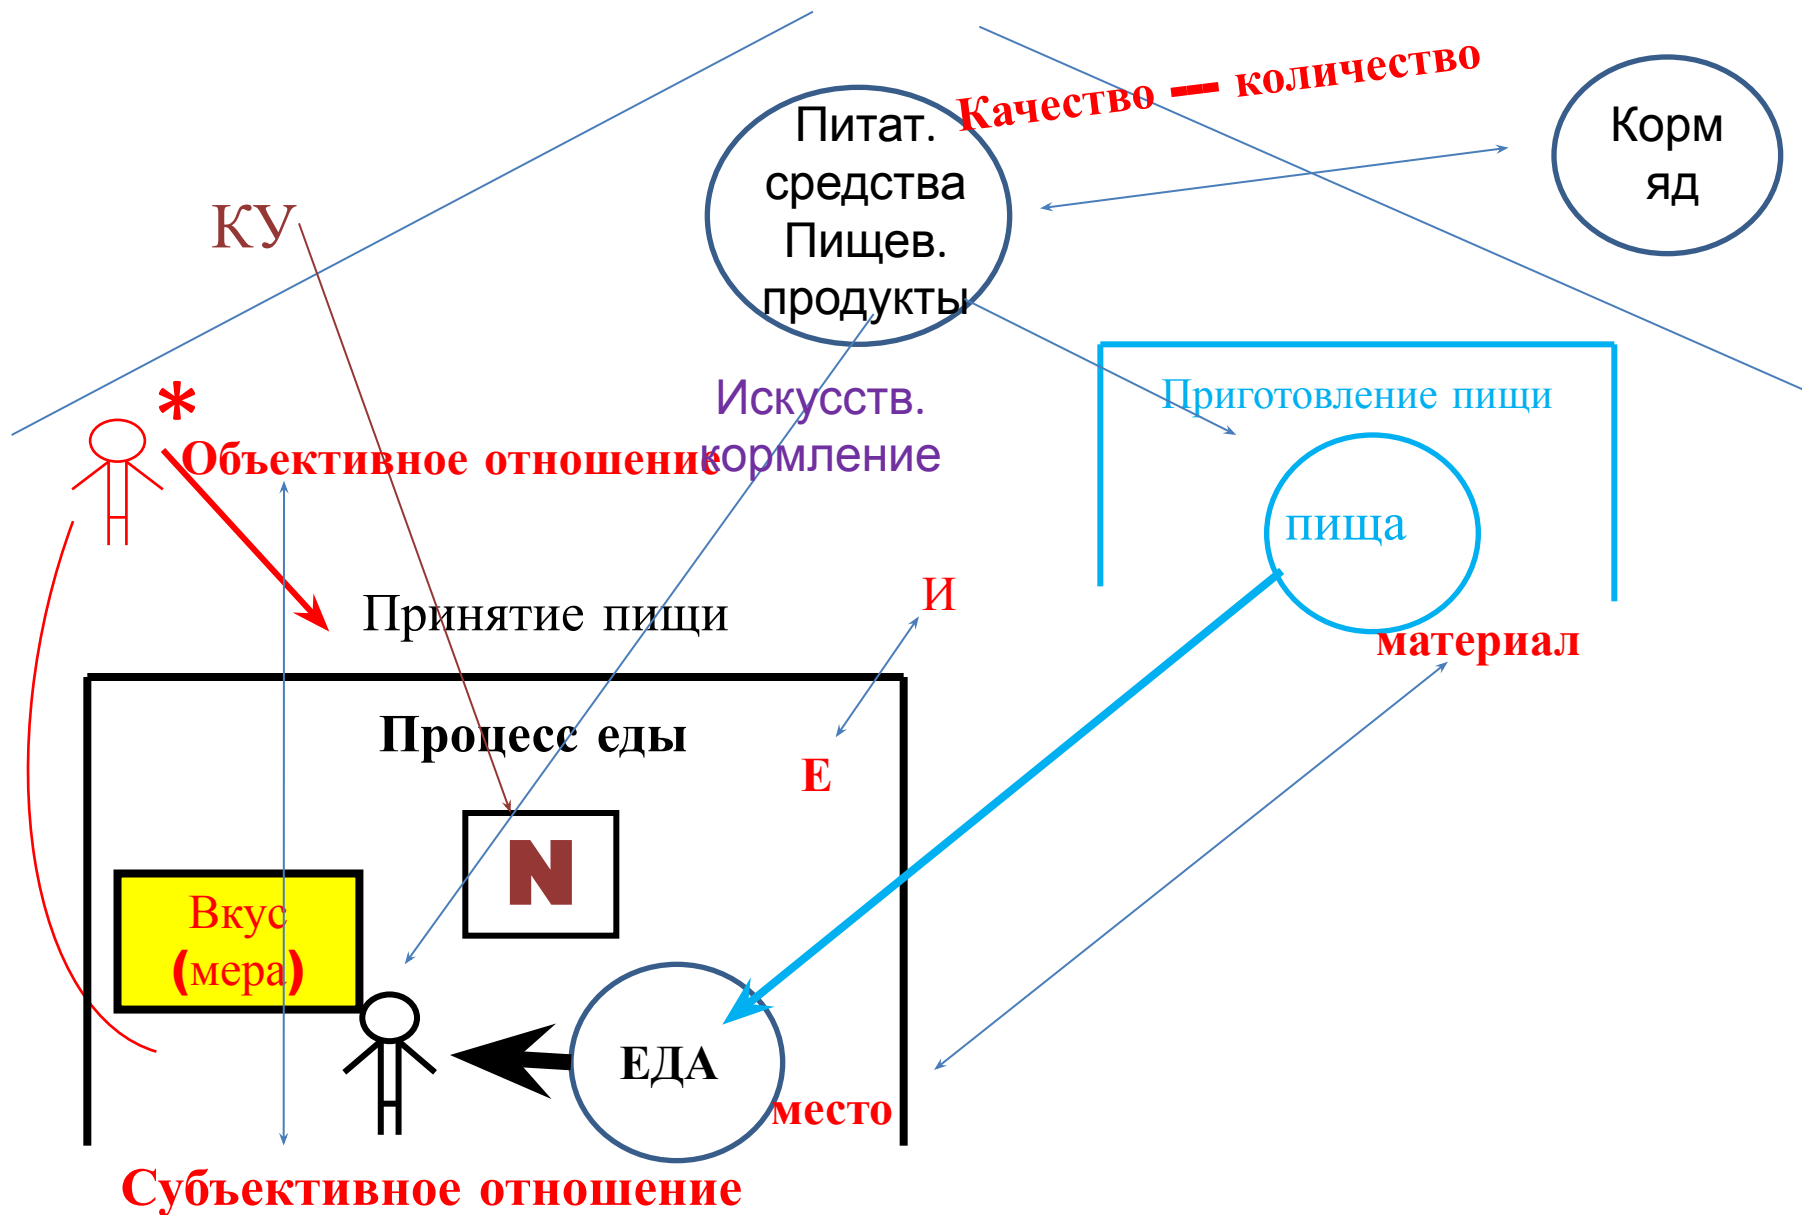 Качество --- количество
Питат.
средства
Пищев.
продукты
Корм
яд
КУ
*
Искусств.
кормление
Приготовление пищи
Объективное отношение
пища
И
Принятие пищи
материал
Процесс еды
Е
N
Вкус
(мера)
ЕДА
место
Субъективное отношение